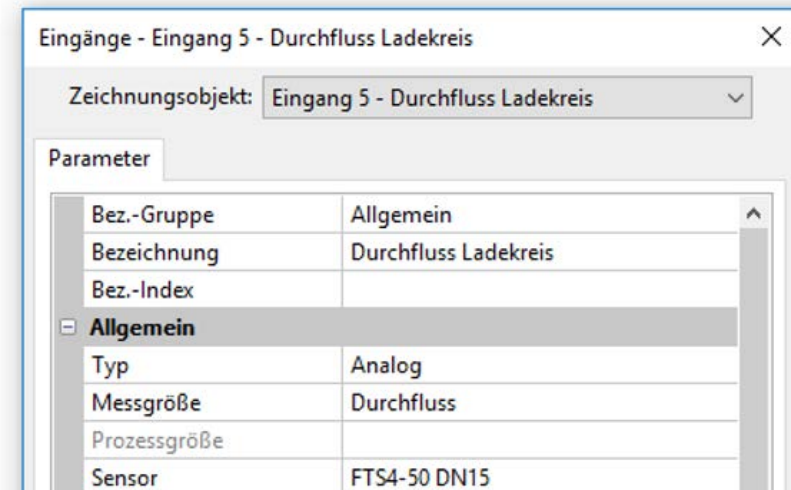 Eingänge - Eingang 5 - Durchfluss Ladekreis
Zeichnungsobjekt: Eingang 5 - Durchfluss Ladekreis
Parameter
Bez.-Gruppe Allgemein
Bezeichnung Durchfluss Ladekreis
Bez.-Index
Allgemein
Typ Analog
Messgröße Durchfluss
Prozessgröße
Sensor FTS4-50 DN15